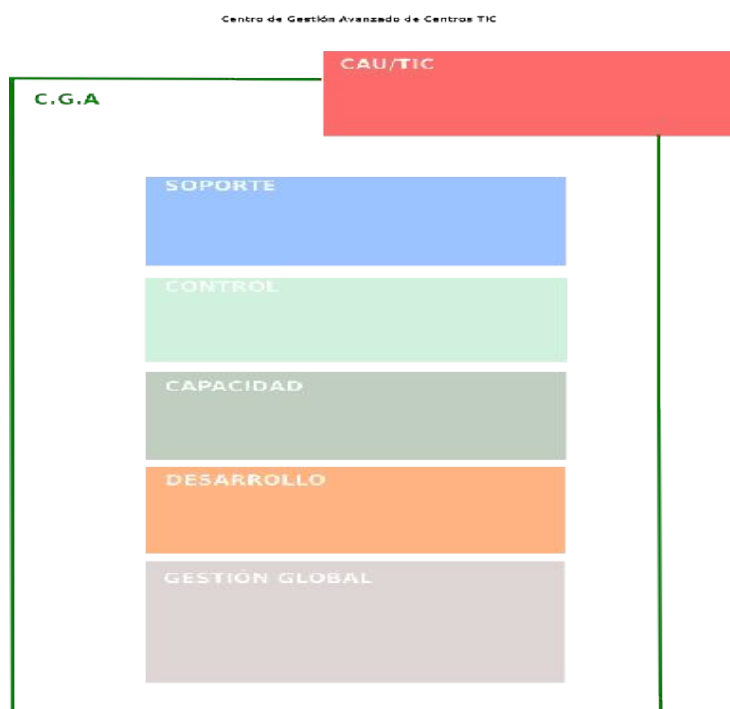 Centro de Gestión Avanzado de Centros TIC
CAU/TIC
C.G.A
SOPORTE
CONTROL
CAPACIDAD
DESARROLLO
GESTIÓN GLOBAL